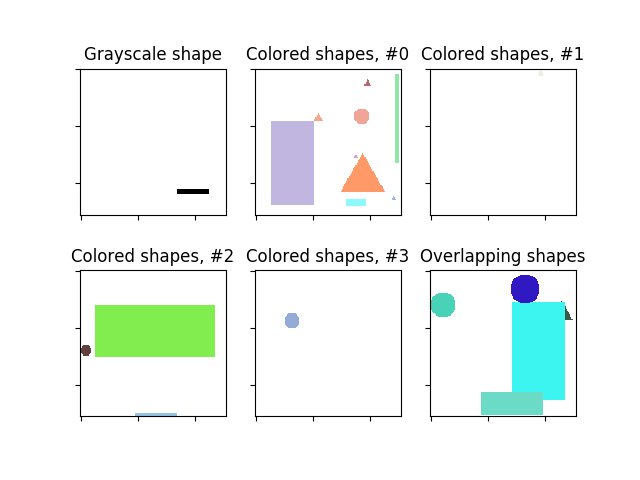 Grayscale shape
Colored shapes, #0
Colored shapes, #1
Colored shapes, #2
Colored shapes, #3
Overlapping shapes